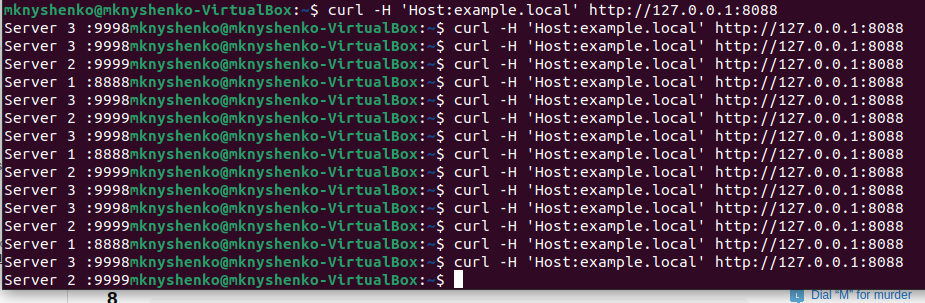 mknyshenko@mknyshenko-VirtualBox:~$ curl -H 'Host:example.local' http://127.0.0.1:8088
Server 3 :9998mknyshenko@mknyshenko-VirtualBox:~$ curl -H 'Host:example.local' http://127.0.0.1:8088
Server 3 :9998mknyshenko@mknyshenko-VirtualBox:~$ curl -H 'Host:example.local' http://127.0.0.1:8088
Server 2 :9999mknyshenko@mknyshenko-VirtualBox:~$ curl -H 'Host:example.local' http://127.0.0.1:8088
Server 1 :8888mknyshenko@mknyshenko-VirtualBox:~$ curl -H 'Host:example.local' http://127.0.0.1:8088
Server 3 :9998mknyshenko@mknyshenko-VirtualBox:~$ curl -H 'Host:example.local' http://127.0.0.1:8088
Server 2 :9999mknyshenko@mknyshenko-VirtualBox:~$ curl -H 'Host:example.local' http://127.0.0.1:8088
Server 3 :9998mknyshenko@mknyshenko-VirtualBox:~$ curl -H 'Host:example.local' http://127.0.0.1:8088
Server 1 :8888mknyshenko@mknyshenko-VirtualBox:~$ curl -H 'Host:example.local' http://127.0.0.1:8088
Server 2 :9999mknyshenko@mknyshenko-VirtualBox:~$ curl -H 'Host:example.local' http://127.0.0.1:8088
Server 3 :9998mknyshenko@mknyshenko-VirtualBox:~$ curl -H 'Host:example.local' http://127.0.0.1:8088
Server 3 :9998mknyshenko@mknyshenko-VirtualBox:~$ curl -H 'Host:example.local' http://127.0.0.1:8088
Server 2 :9999mknyshenko@mknyshenko-VirtualBox:~$ curl -H 'Host:example.local' http://127.0.0.1:8088
Server 1 :8888mknyshenko@mknyshenko-VirtualBox:~$ curl -H 'Host:example.local' http://127.0.0.1:8088
Server 3 :9998mknyshenko@mknyshenko-VirtualBox:~$ curl -H 'Host:example.local' http://127.0.0.1:8088
Server 2 :9999mknyshenko@mknyshenko-VirtualBox:~$
8
Dial “M” for murder